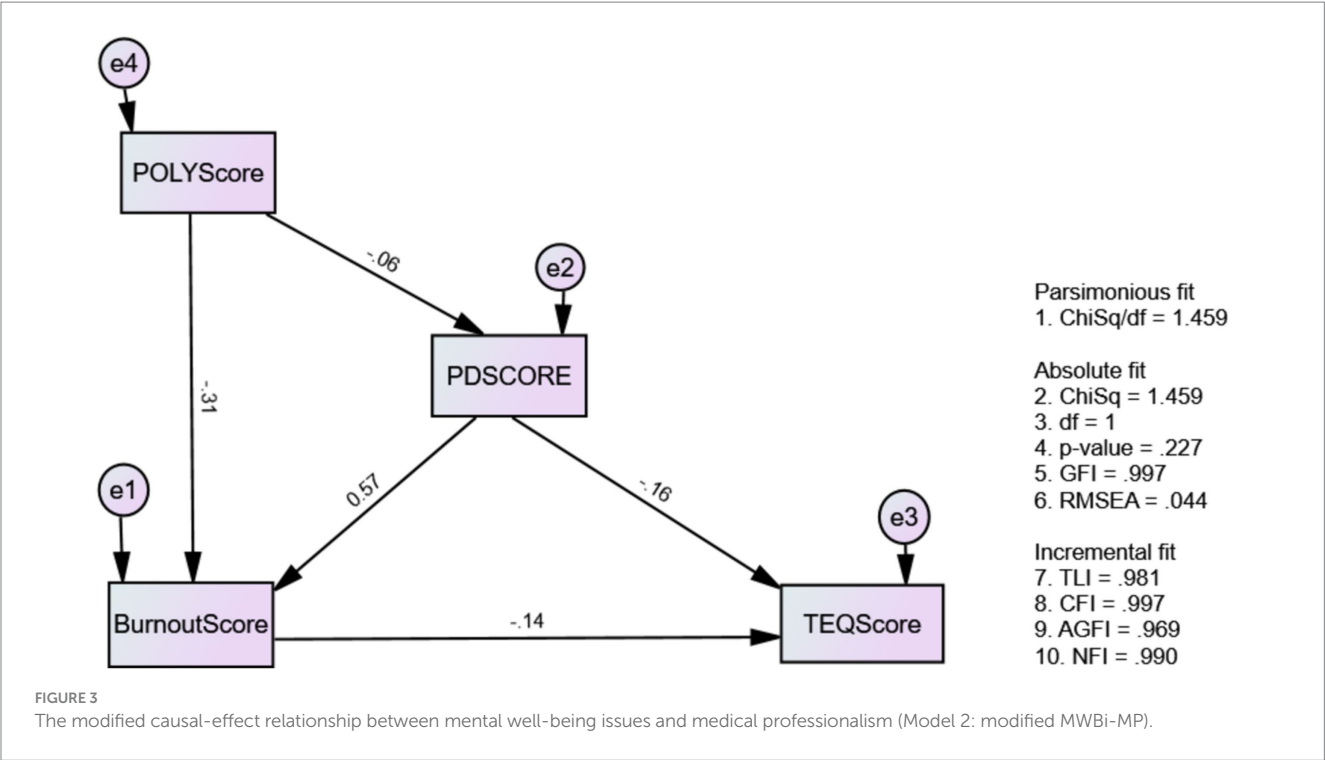 e4
POLYScore
-.06
e2
PDSCORE
-.31
e1
0.57
-.16
e3
BurnoutScore
-.14
TEQScore
Parsimonious fit
1. ChiSq/df = 1.459
Absolute fit
2. ChiSq = 1.459
3. df = 1
4. p-value = .227
5. GFI = .997
6. RMSEA = .044
Incremental fit
7. TLI = .981
8. CFI = .997
9. AGFI = .969
10. NFI = .990
FIGURE 3
The modified causal-effect relationship between mental well-being issues and medical professionalism (Model 2: modified MWBi-MP).